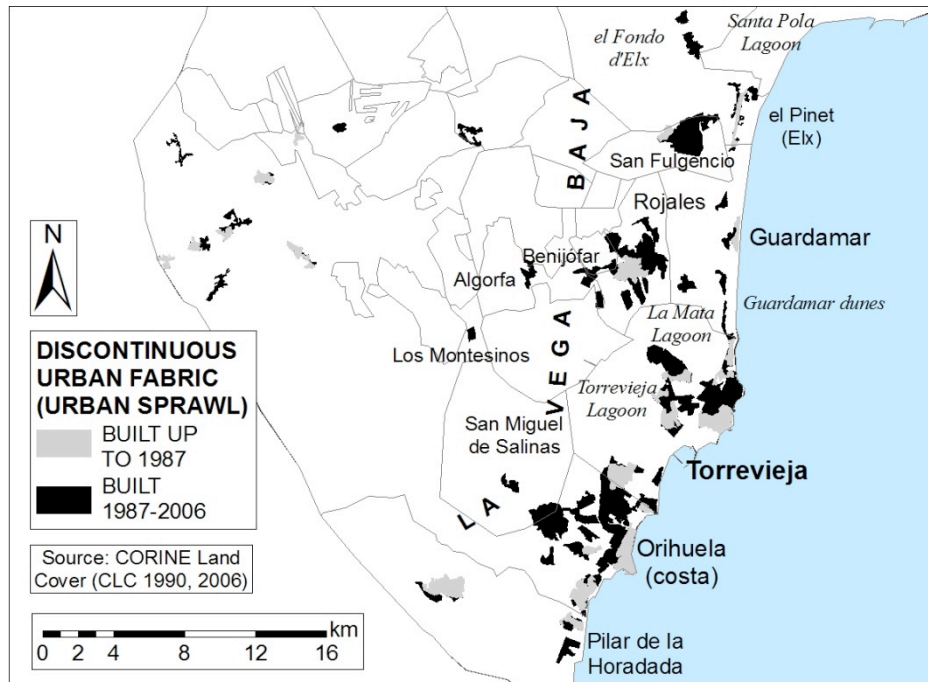 el Fondo
d'Elx
Santa Pola
Lagoon
el Pinet
(Elx)
San Fulgencio
BAJA
Rojales
Guardamar
Benijófar
Algorfa
Guardamar dunes
La Mata
Lagoon
Los Montesinos
VEGA
Torrevieja
Lagoon
San Miguel
de Salinas
Torrevieja
LA
Orihuela
(costa)
Pilar de la
Horadada
N
DISCONTINUOUS
URBAN FABRIC
(URBAN SPRAWL)
BUILT UP
TO 1987
BUILT
1987-2006
Source: CORINE Land
Cover (CLC 1990, 2006)
km
0 2 4 8 12 16